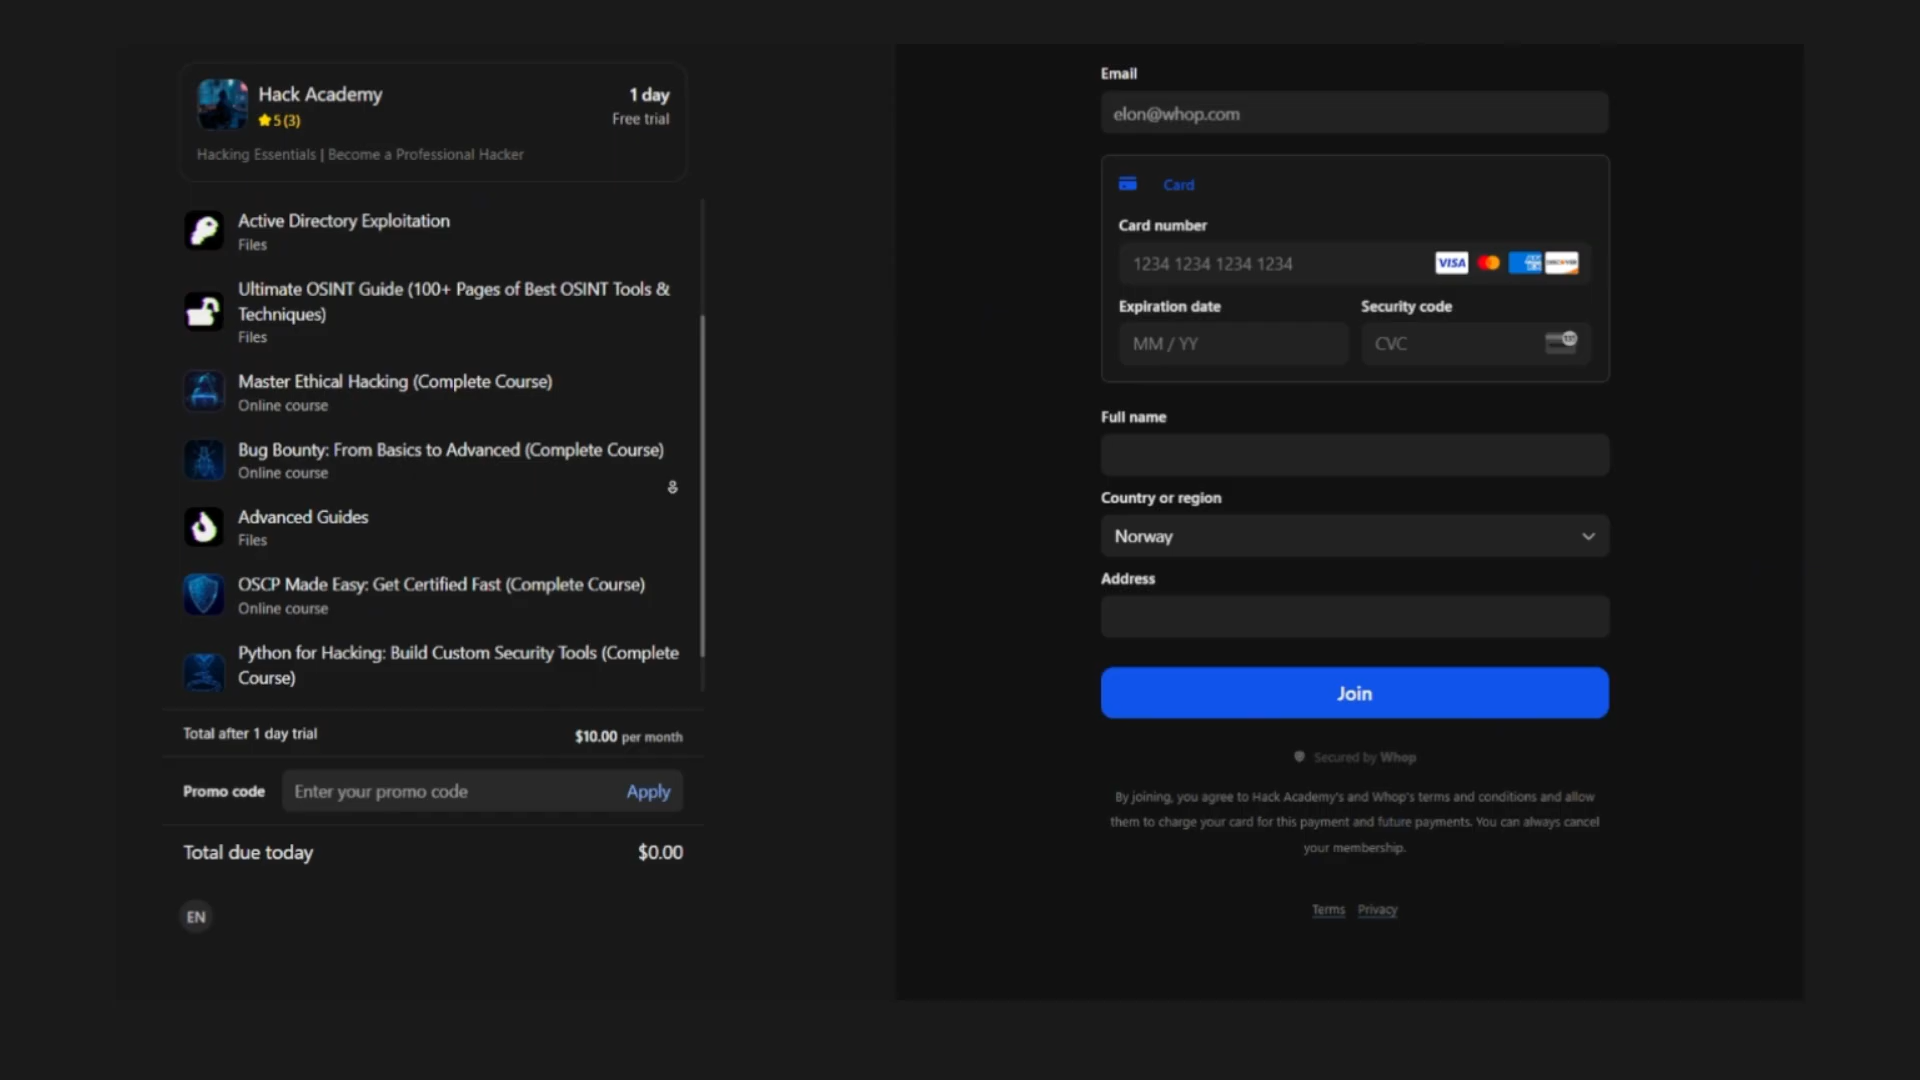 Hack Academy
5 (3)
1 day
Free trial
Hacking Essentials | Become a Professional Hacker
Active Directory Exploitation
Files
Ultimate OSINT Guide (100+ Pages of Best OSINT Tools &
Techniques)
Files
Master Ethical Hacking (Complete Course)
Online course
Bug Bounty: From Basics to Advanced (Complete Course)
Online course
Advanced Guides
Files
OSCP Made Easy: Get Certified Fast (Complete Course)
Online course
Python for Hacking: Build Custom Security Tools (Complete
Course)
Total after 1 day trial
$10.00 per month
Promo code
Enter your promo code
Apply
Total due today
$0.00
EN
Email
elon@whop.com
Card
Card number
1234 1234 1234 1234
VISA
DISCOVER
Expiration date
Security code
MM / YY
CVC
Full name
Country or region
Norway
Address
Join
Secured by Whop
By joining, you agree to Hack Academy's and Whop's terms and conditions and allow
them to charge your card for this payment and future payments. You can always cancel
your membership.
Terms Privacy